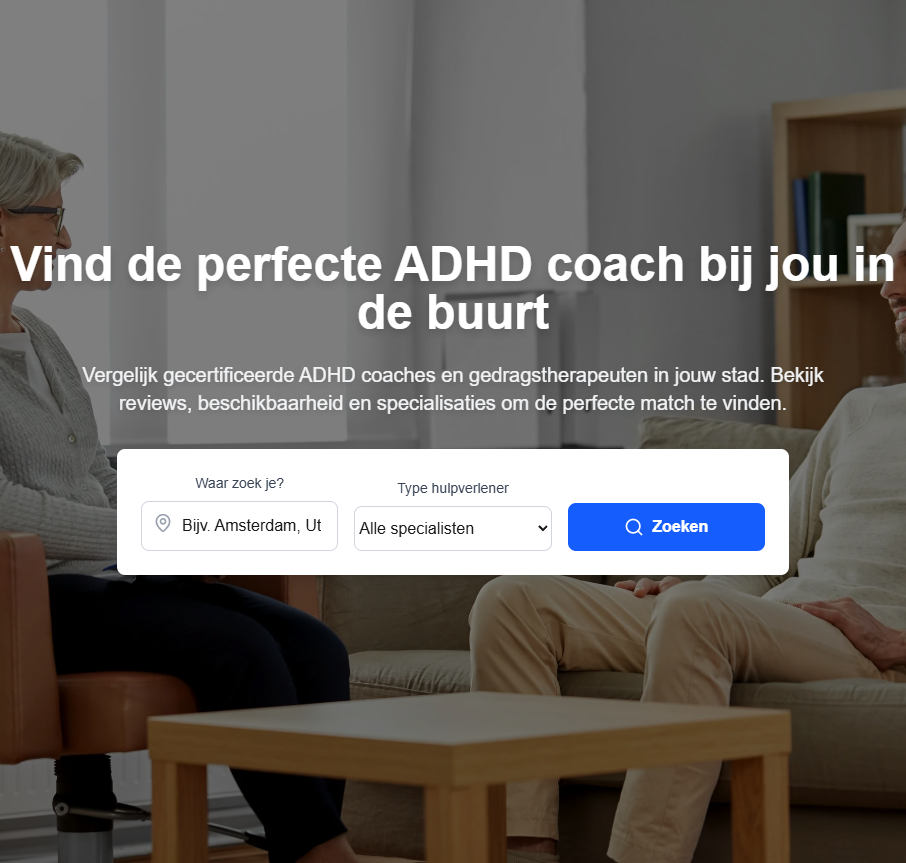 Vind de perfecte ADHD coach bij jou in
de buurt
Vergelijk gecertificeerde ADHD coaches en gedragstherapeuten in jouw stad. Bekijk
reviews, beschikbaarheid en specialisaties om de perfecte match te vinden.
Waar zoek je?
Type hulpverlener
Bijv. Amsterdam, Ut
Alle specialisten
Zoeken